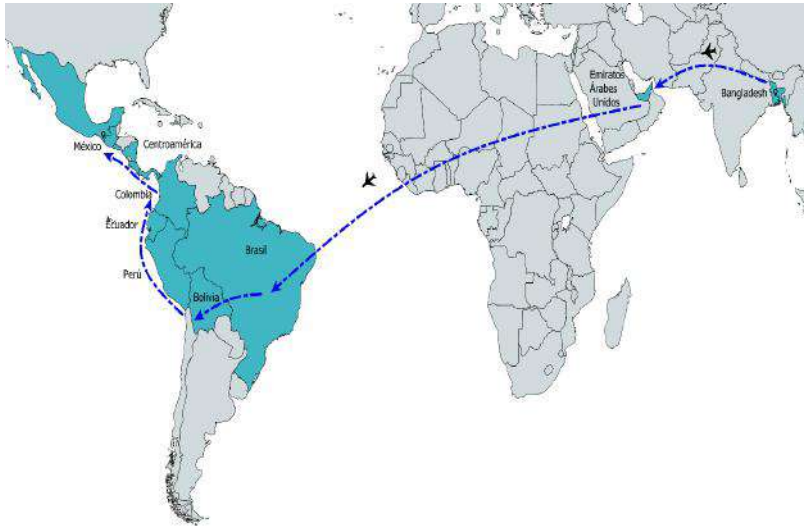 Emiratos
Árabes
Unidos
Bangladesh
México
Centroamérica
Colombia
Ecuador
Brasil
Perú
Bolivia